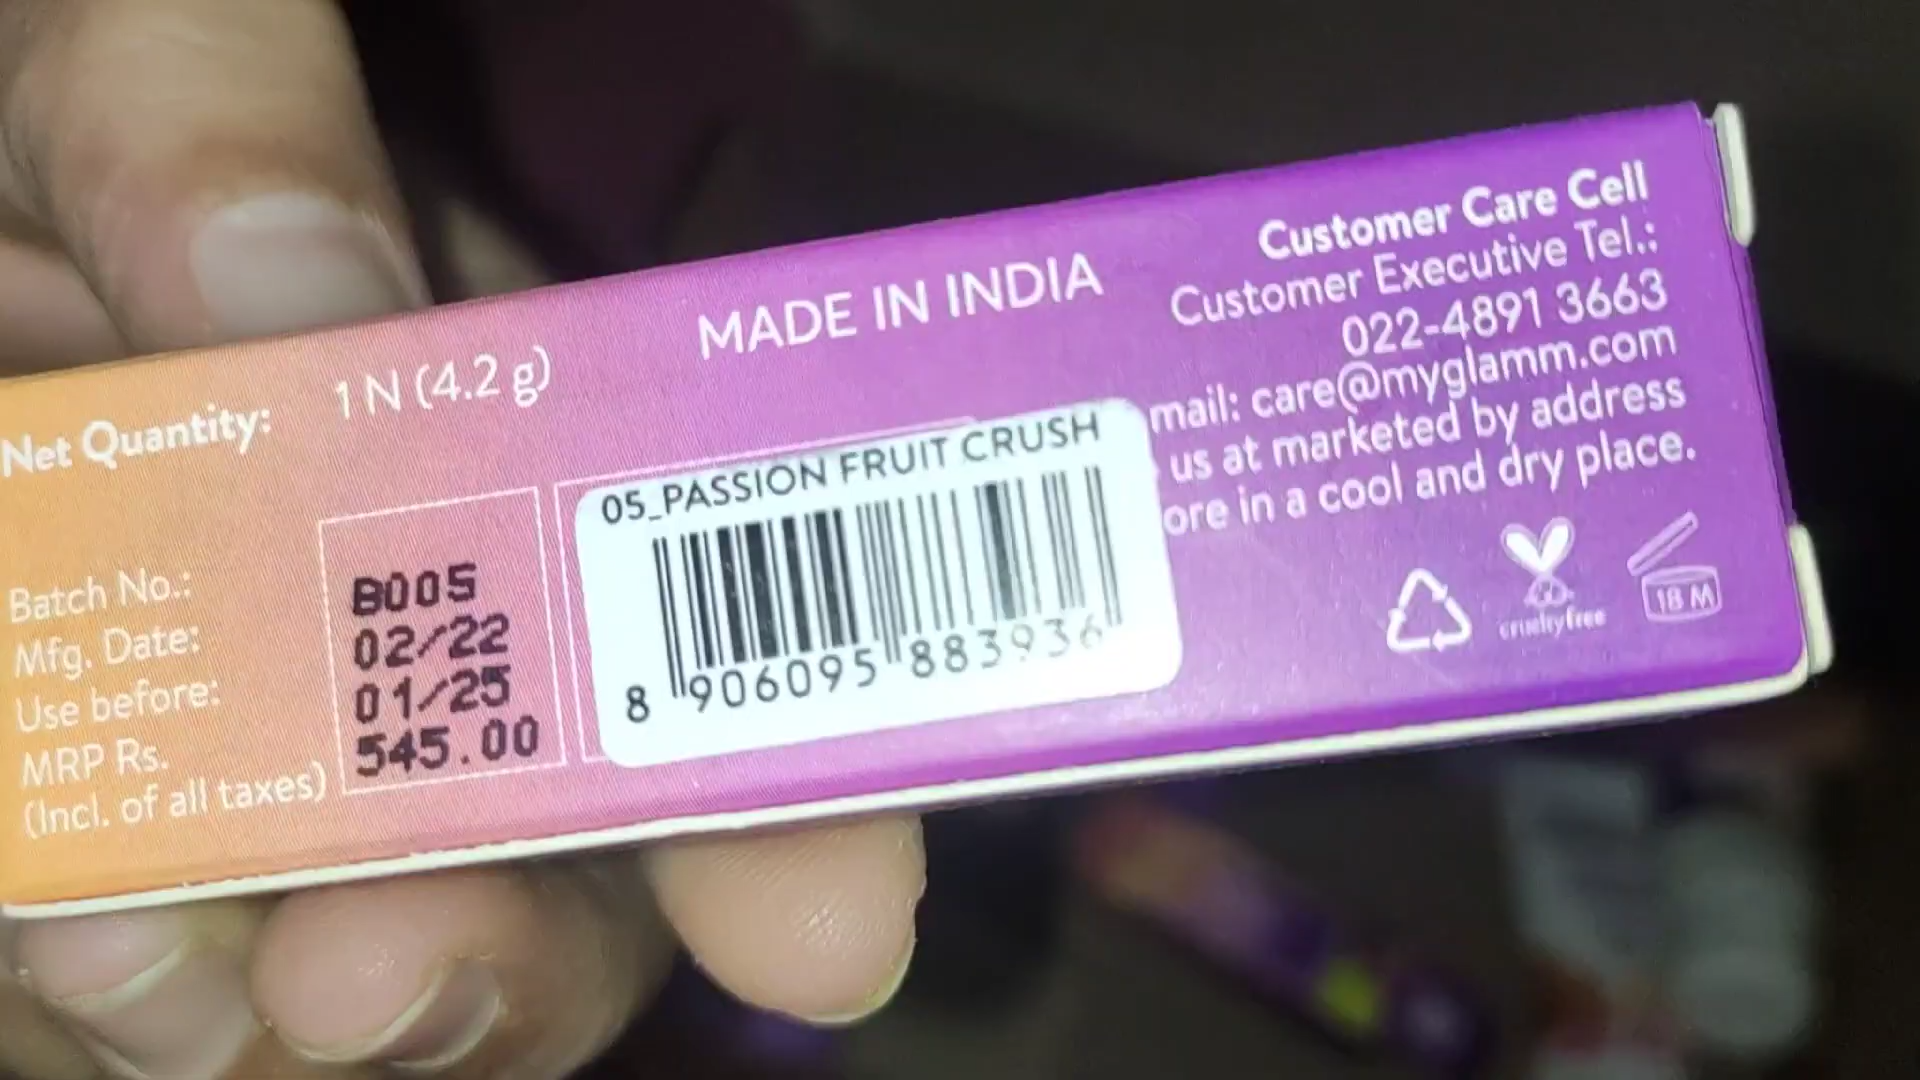 Customer Care Cell
Customer Executive Tel.:
022-4891 3663
mail: care@myglamm.com
us at marketed by address
ore in a cool and dry place.
MADE IN INDIA
Net Quantity: 1 N (4.2 g)
05_PASSION FRUIT CRUSH
8 906095 883936
Batch No.: B005
Mfg. Date: 02/22
Use before: 01/25
MRP Rs. 545.00
(Incl. of all taxes)
crueltyfree
18 M